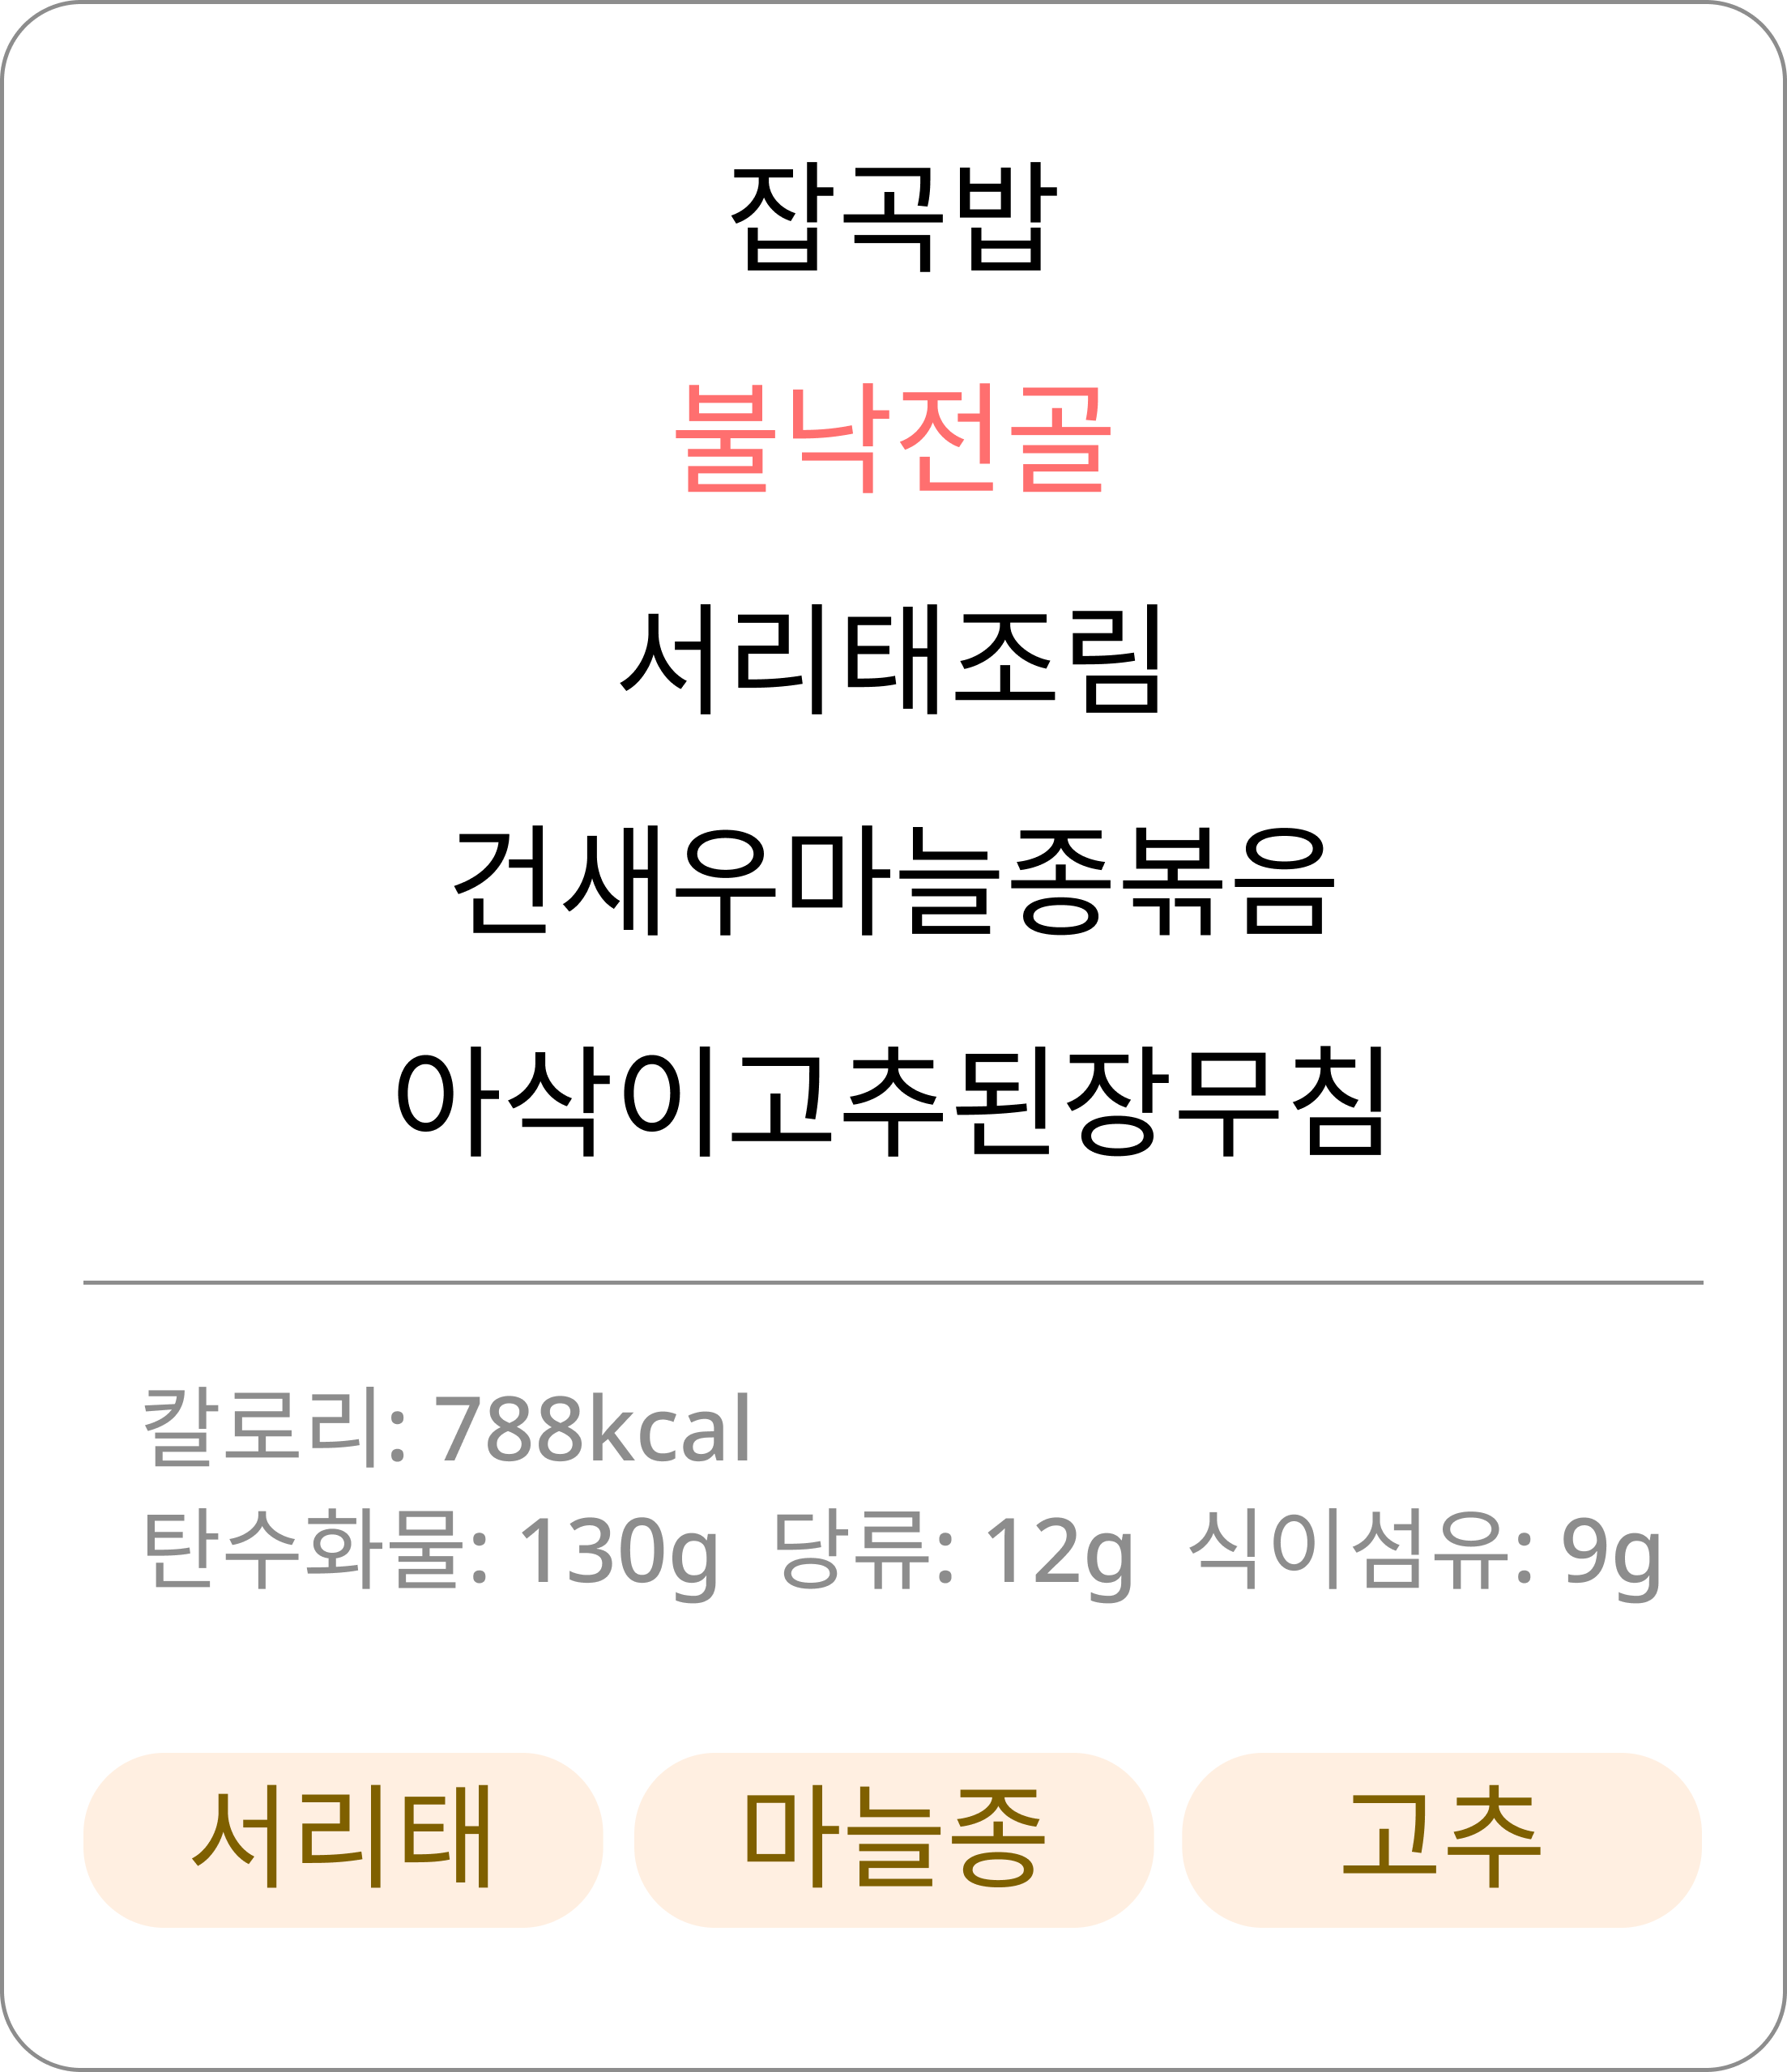 잡곡밥
불낙전골
서리태조림
건새우마늘종볶음
아삭이고추된장무침
칼로리: 788kcal
탄수화물: 130g 당류: 12g 식이섬유: 9g
서리태 마늘종 고추